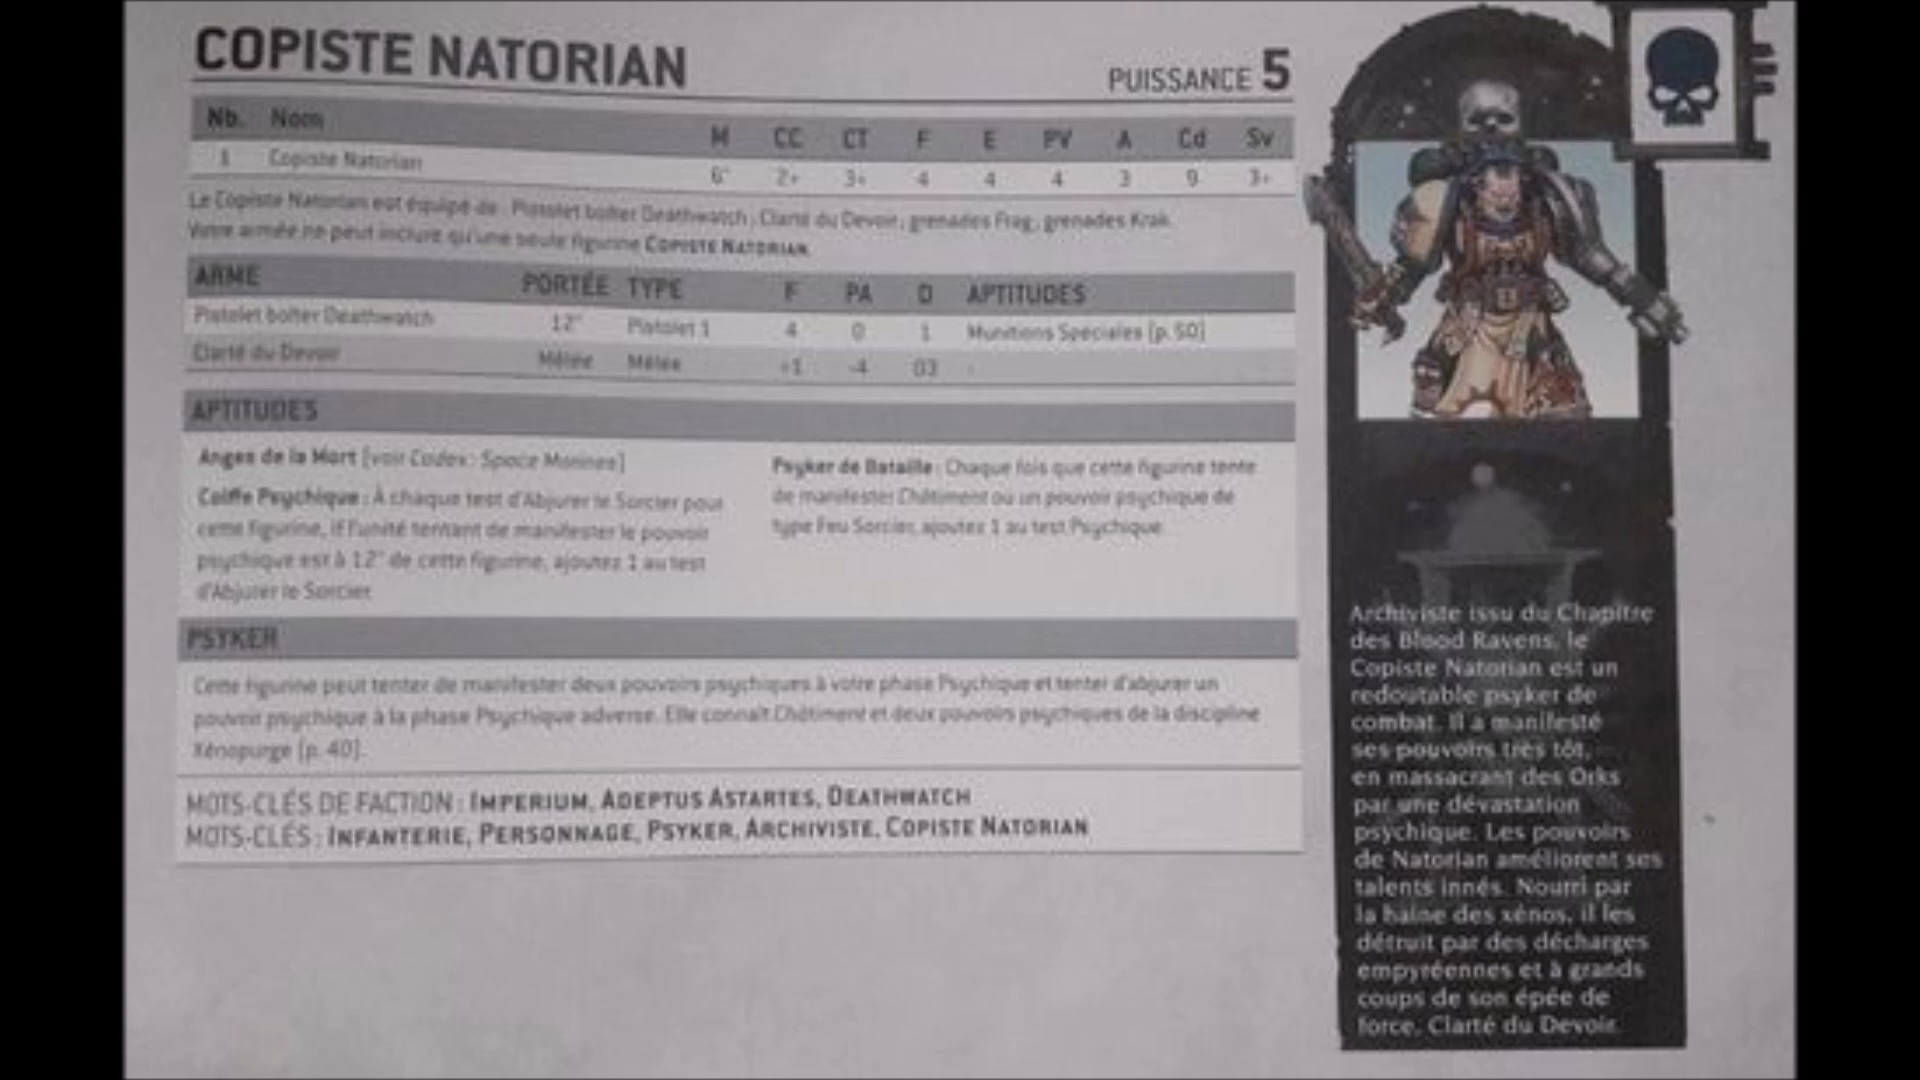 COPISTE NATORIAN
PUISSANCE 5
Nb. Nom M CC CT F E PV A Cd Sv
1 Copiste Natorian 6" 2+ 3+ 4 4 4 3 9 3+
Le Copiste Natorian est équipé de : Pistolet bolter Deathwatch ; Clarté du Devoir ; grenades Frag ; grenades Krak.
Votre armée ne peut inclure qu'une seule figurine COPISTE NATORIAN.
ARME PORTÉE TYPE F PA D APTITUDES
Pistolet bolter Deathwatch 12" Pistolet 1 4 0 1 Munitions Spéciales [p. 50]
Clarté du Devoir Mêlée Mêlée +1 -4 D3 -
APTITUDES
Anges de la Mort [voir Codex : Space Marines]
Coiffe Psychique : À chaque test d'Abjurer le Sorcier pour
cette figurine, if l'unité tentant de manifester le pouvoir
psychique est à 12" de cette figurine, ajoutez 1 au test
d'Abjurer le Sorcier.
Psyker de Bataille : Chaque fois que cette figurine tente
de manifester Châtiment ou un pouvoir psychique de
type Feu Sorcier, ajoutez 1 au test Psychique.
PSYKER
Cette figurine peut tenter de manifester deux pouvoirs psychiques à votre phase Psychique et tenter d'abjurer un
pouvoir psychique à la phase Psychique adverse. Elle connaît Châtiment et deux pouvoirs psychiques de la discipline
Xénopurge [p. 40].
MOTS-CLÉS DE FACTION : IMPERIUM, ADEPTUS ASTARTES, DEATHWATCH
MOTS-CLÉS : INFANTERIE, PERSONNAGE, PSYKER, ARCHIVISTE, COPISTE NATORIAN
Archiviste issu du Chapitre
des Blood Ravens, le
Copiste Natorian est un
redoutable psyker de
combat. Il a manifesté
ses pouvoirs très tôt,
en massacrant des Orks
par une dévastation
psychique. Les pouvoirs
de Natorian améliorent ses
talents innés. Nourri par
la haine des xénos, il les
détruit par des décharges
empyréennes et à grands
coups de son épée de
force, Clarté du Devoir.